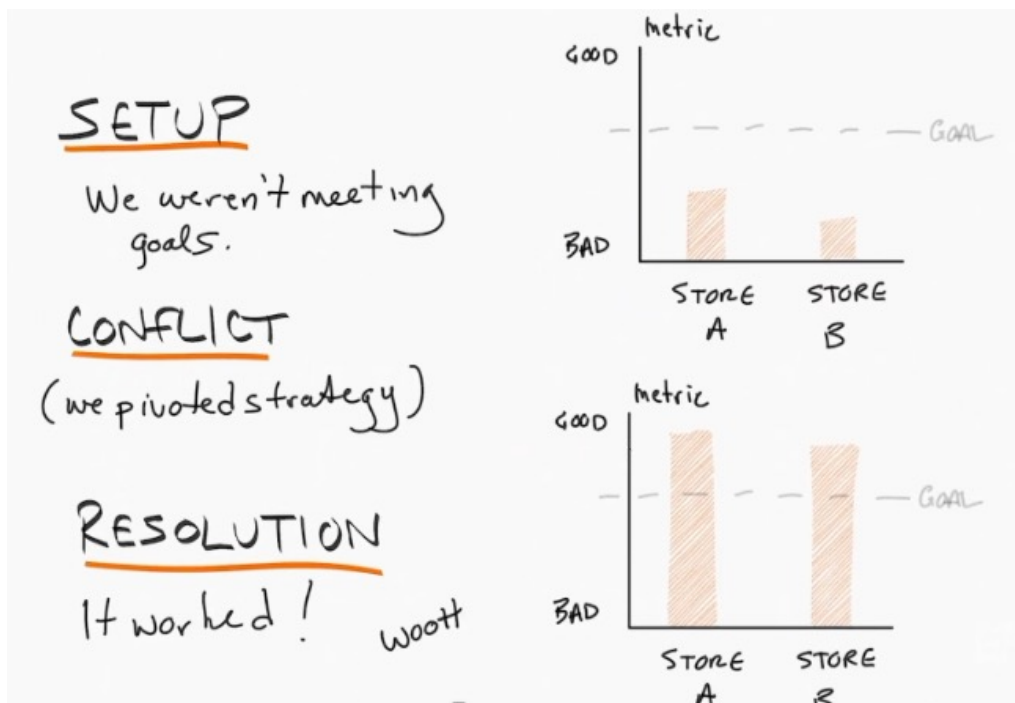 SETUP
We weren't meeting
goals.
CONFLICT
(we pivoted strategy)
RESOLUTION
It worked!
woott
metric
GOOD
GOAL
BAD
STORE STORE
A B
metric
GOOD
GOAL
BAD
STORE STORE
A B